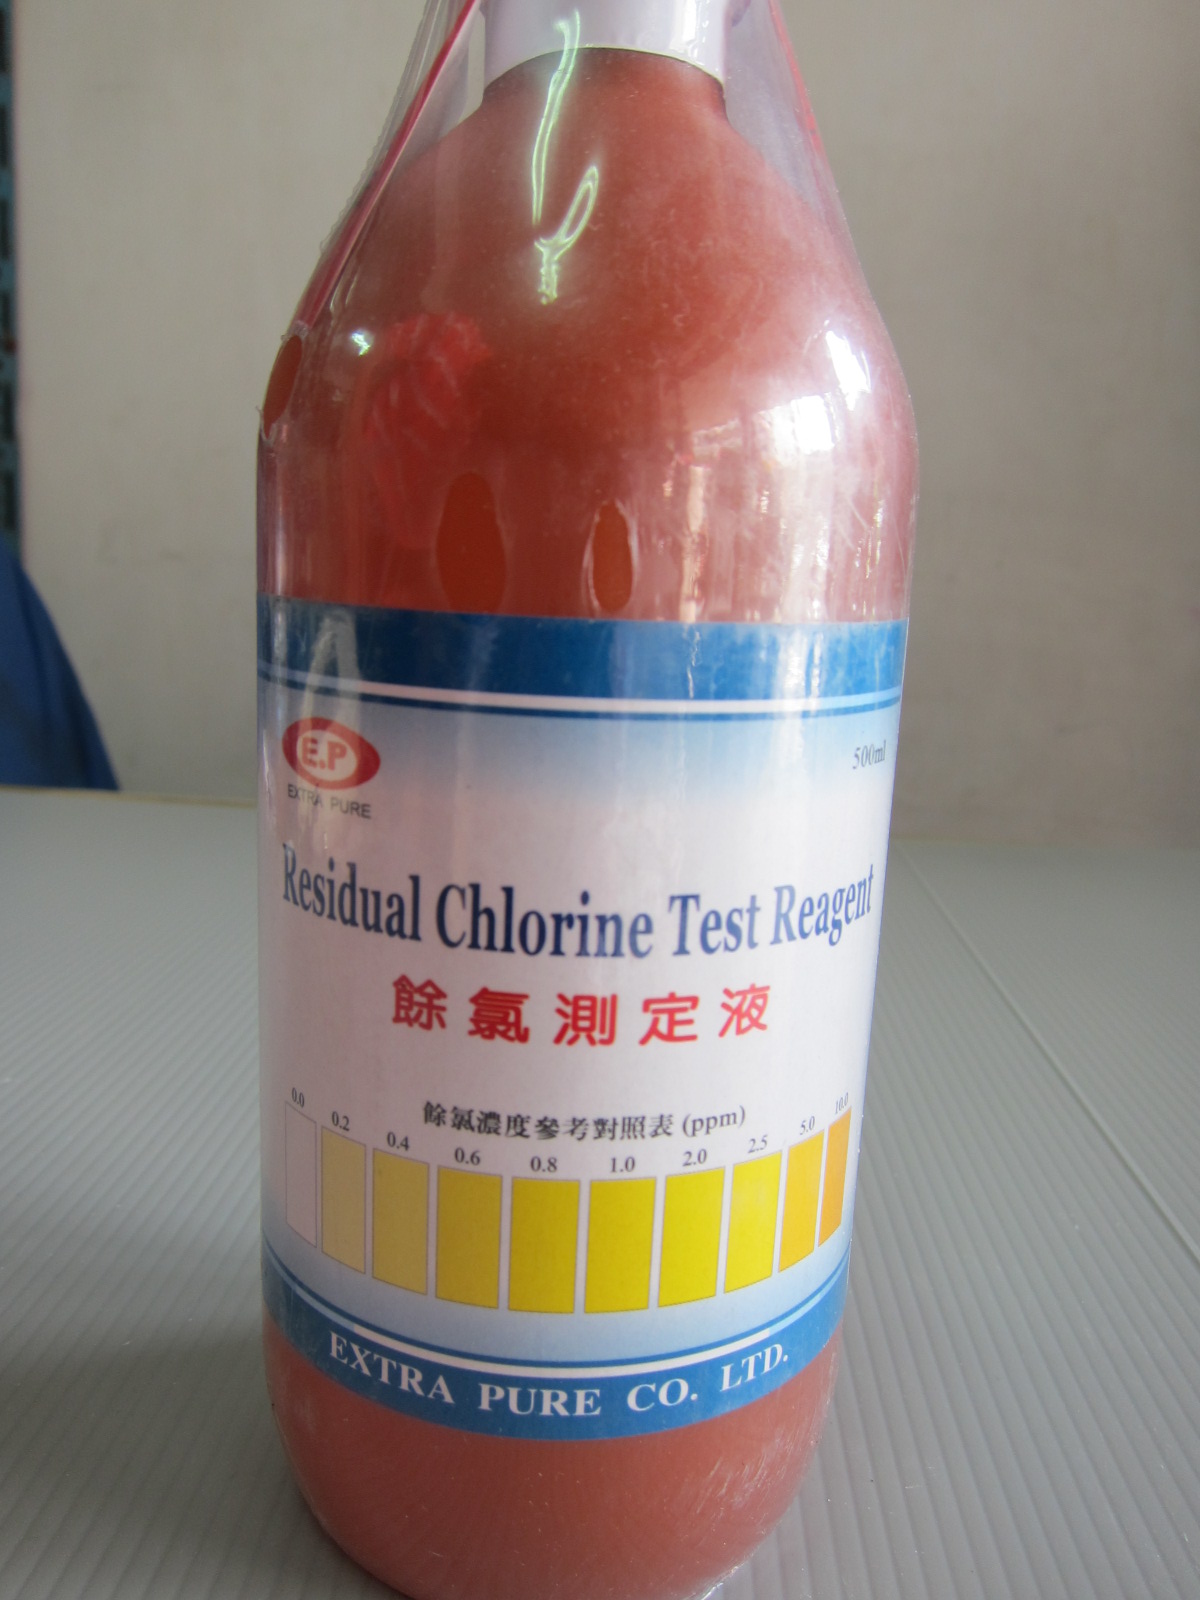 E.P
EXTRA PURE
500ml
Residual Chlorine Test Reagent
餘氯測定液
餘氯濃度參考對照表 (ppm)
0.0 0.2 0.4 0.6 0.8 1.0 2.0 2.5 5.0 10.0
EXTRA PURE CO. LTD.